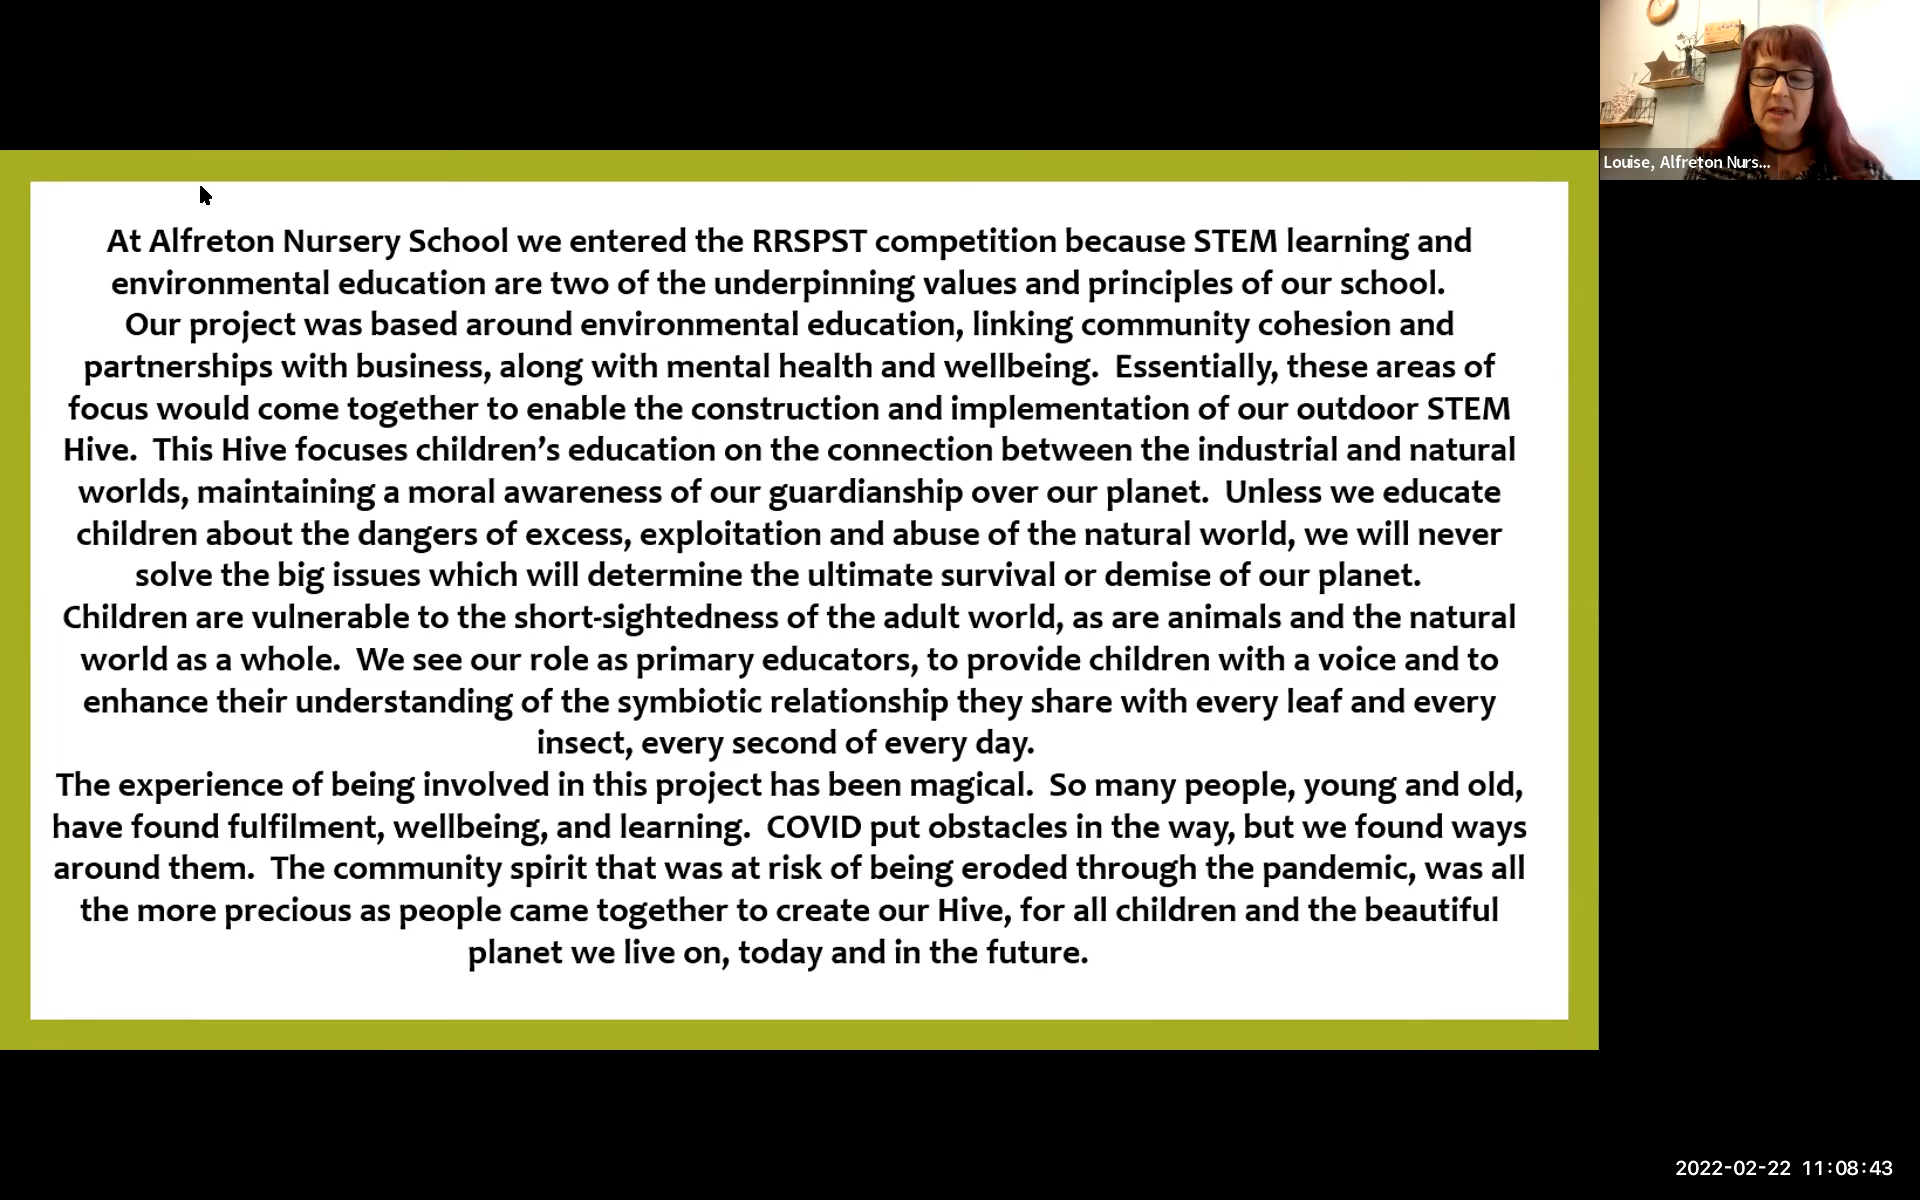 Louise, Alfreton Nurs...
At Alfreton Nursery School we entered the RRSPST competition because STEM learning and
environmental education are two of the underpinning values and principles of our school.
Our project was based around environmental education, linking community cohesion and
partnerships with business, along with mental health and wellbeing.  Essentially, these areas of
focus would come together to enable the construction and implementation of our outdoor STEM
Hive.  This Hive focuses children’s education on the connection between the industrial and natural
worlds, maintaining a moral awareness of our guardianship over our planet.  Unless we educate
children about the dangers of excess, exploitation and abuse of the natural world, we will never
solve the big issues which will determine the ultimate survival or demise of our planet.
Children are vulnerable to the short-sightedness of the adult world, as are animals and the natural
world as a whole.  We see our role as primary educators, to provide children with a voice and to
enhance their understanding of the symbiotic relationship they share with every leaf and every
insect, every second of every day.
The experience of being involved in this project has been magical.  So many people, young and old,
have found fulfilment, wellbeing, and learning.  COVID put obstacles in the way, but we found ways
around them.  The community spirit that was at risk of being eroded through the pandemic, was all
the more precious as people came together to create our Hive, for all children and the beautiful
planet we live on, today and in the future.
2022-02-22 11:08:43